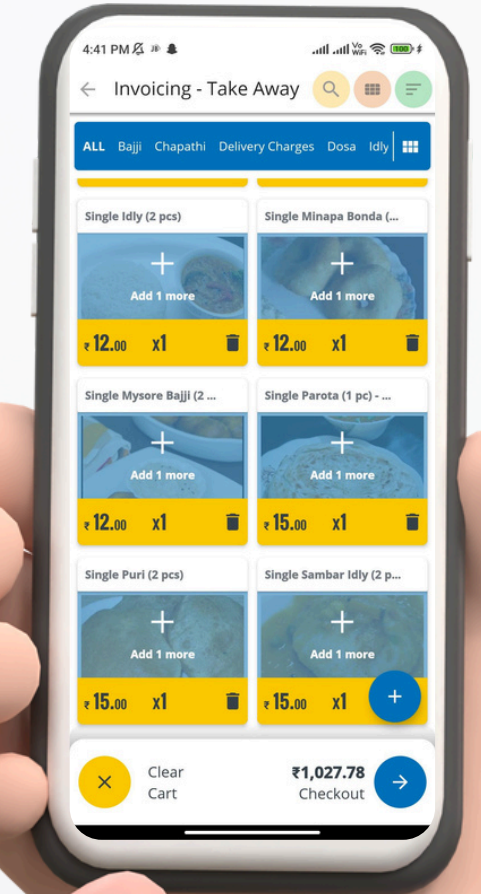 4:41 PM
Vo
WiFi
100
Invoicing - Take Away
ALL Bajji Chapathi Delivery Charges Dosa Idly
Single Idly (2 pcs)
Single Minapa Bonda (...
Add 1 more
Add 1 more
₹ 12.00 x1
₹ 12.00 x1
Single Mysore Bajji (2 ...
Single Parota (1 pc) - ...
Add 1 more
Add 1 more
₹ 12.00 x1
₹ 15.00 x1
Single Puri (2 pcs)
Single Sambar Idly (2 p...
Add 1 more
Add 1 more
₹ 15.00 x1
₹ 15.00 x1
Clear
Cart
₹1,027.78
Checkout